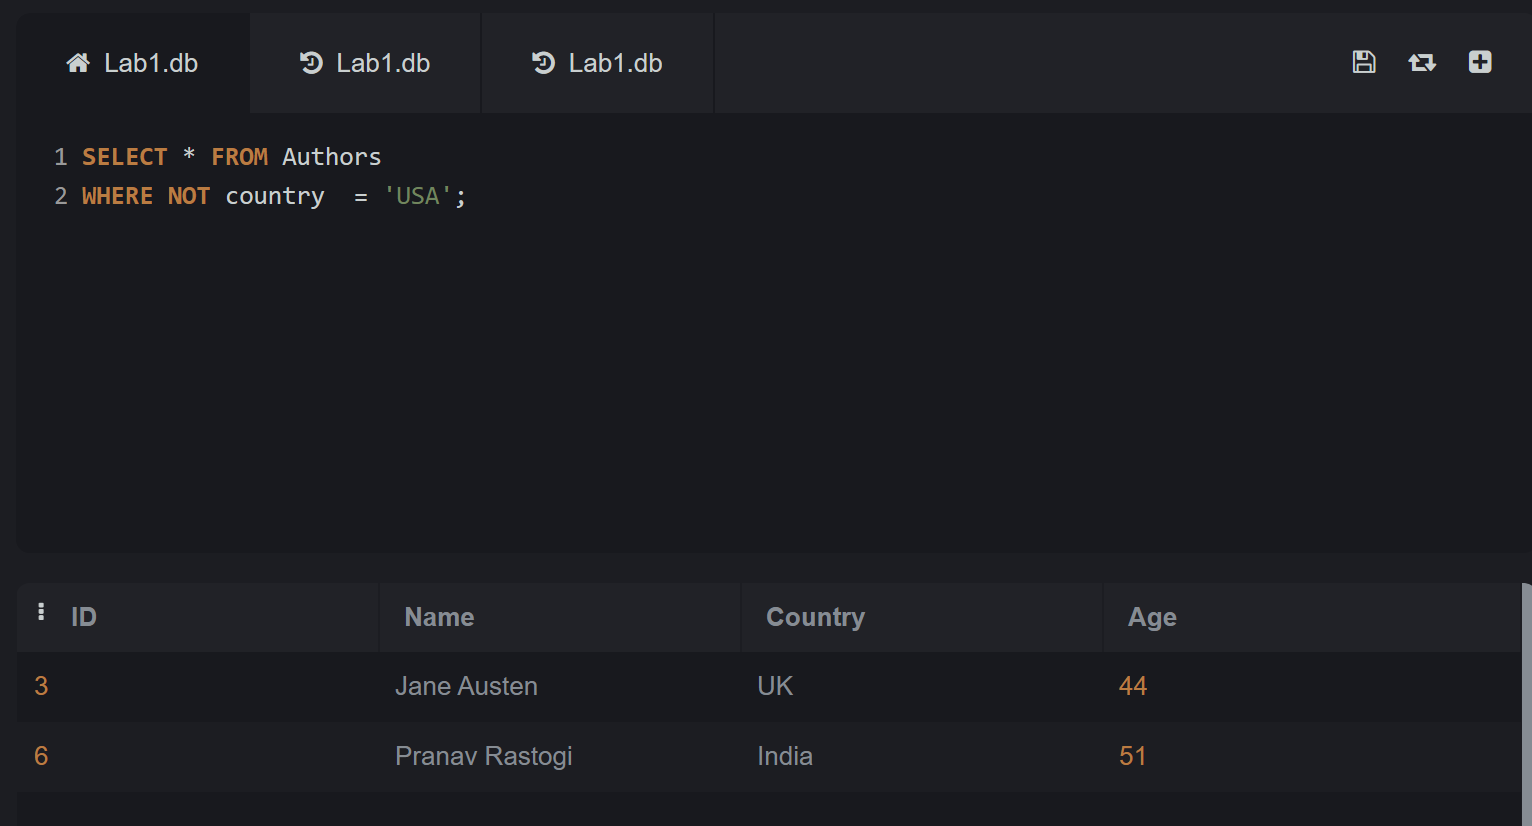 Lab1.db Lab1.db Lab1.db
1 SELECT * FROM Authors
2 WHERE NOT country  = 'USA';
ID Name Country Age
3 Jane Austen UK 44
6 Pranav Rastogi India 51